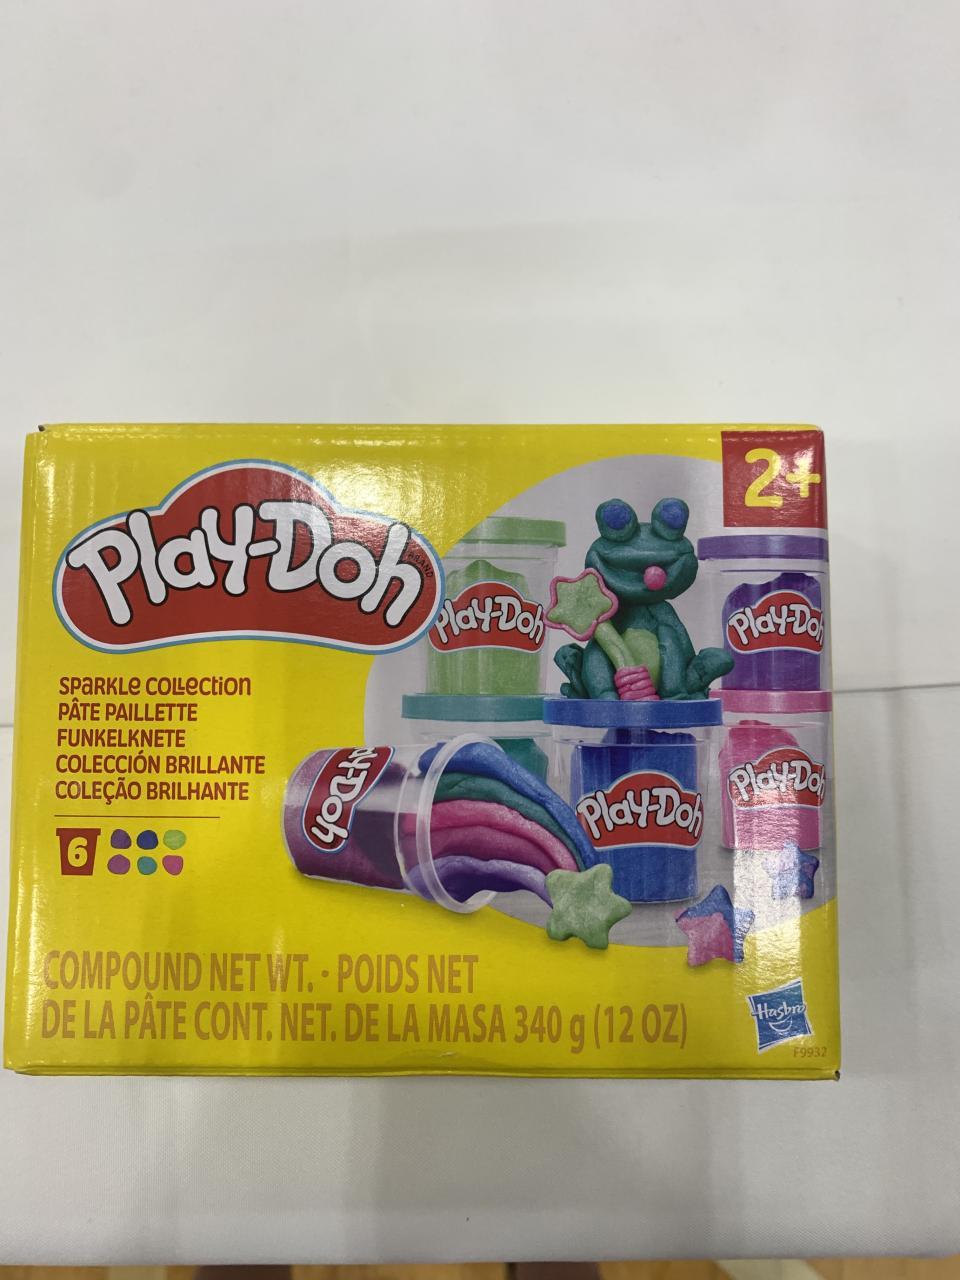 2+
Play-Doh
BRAND
Play-Doh
Play-Doh
SPARKLE COLLECTION
PÂTE PAILLETTE
FUNKELKNETE
COLECCIÓN BRILLANTE
COLEÇÃO BRILHANTE
Play-Doh
Play-Doh
Play-Doh
6
COMPOUND NET WT. · POIDS NET
DE LA PÂTE CONT. NET. DE LA MASA 340 g (12 OZ)
Hasbro
F9932